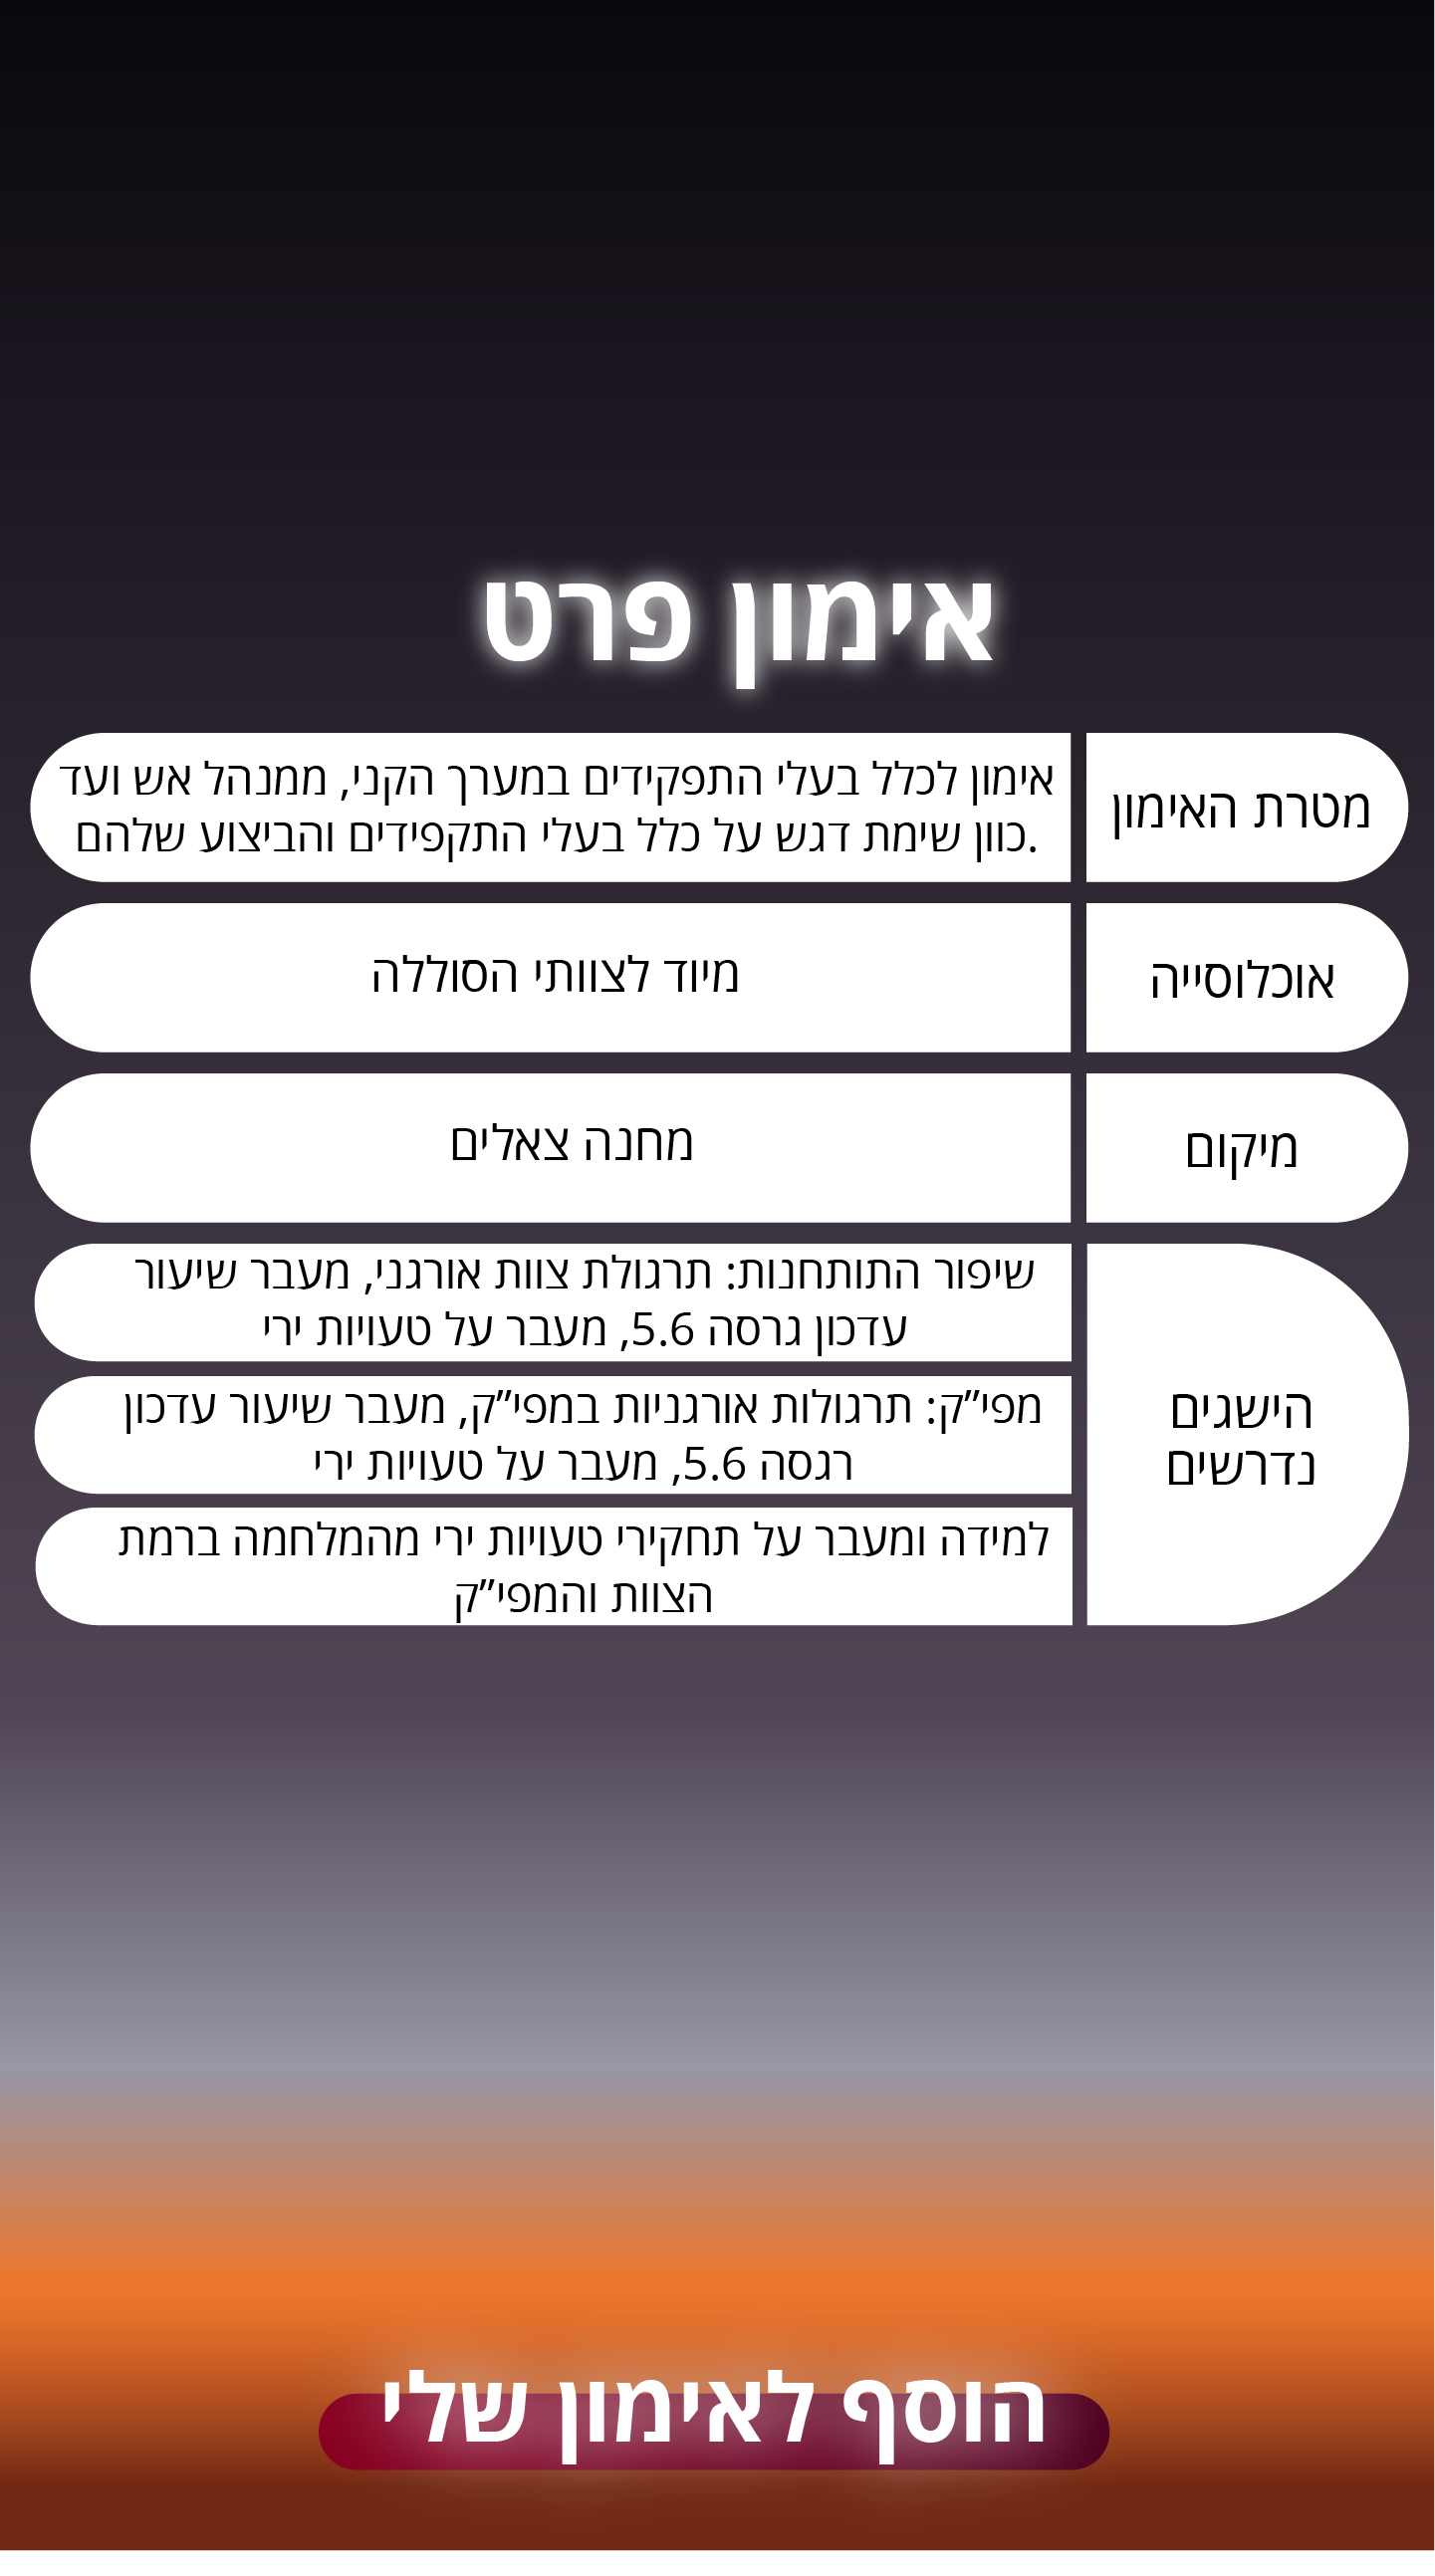 אימון פרט
מטרת האימון
אימון לכלל בעלי התפקידים במערך הקני, ממנהל אש ועד
כוון שימת דגש על כלל בעלי התקפידים והביצוע שלהם.
אוכלוסייה
מיוד לצוותי הסוללה
מיקום
מחנה צאלים
הישגים
נדרשים
שיפור התותחנות: תרגולת צוות אורגני, מעבר שיעור
עדכון גרסה 5.6, מעבר על טעויות ירי
מפי״ק: תרגולות אורגניות במפי״ק, מעבר שיעור עדכון
רגסה 5.6, מעבר על טעויות ירי
למידה ומעבר על תחקירי טעויות ירי מהמלחמה ברמת
הצוות והמפי״ק
הוסף לאימון שלי